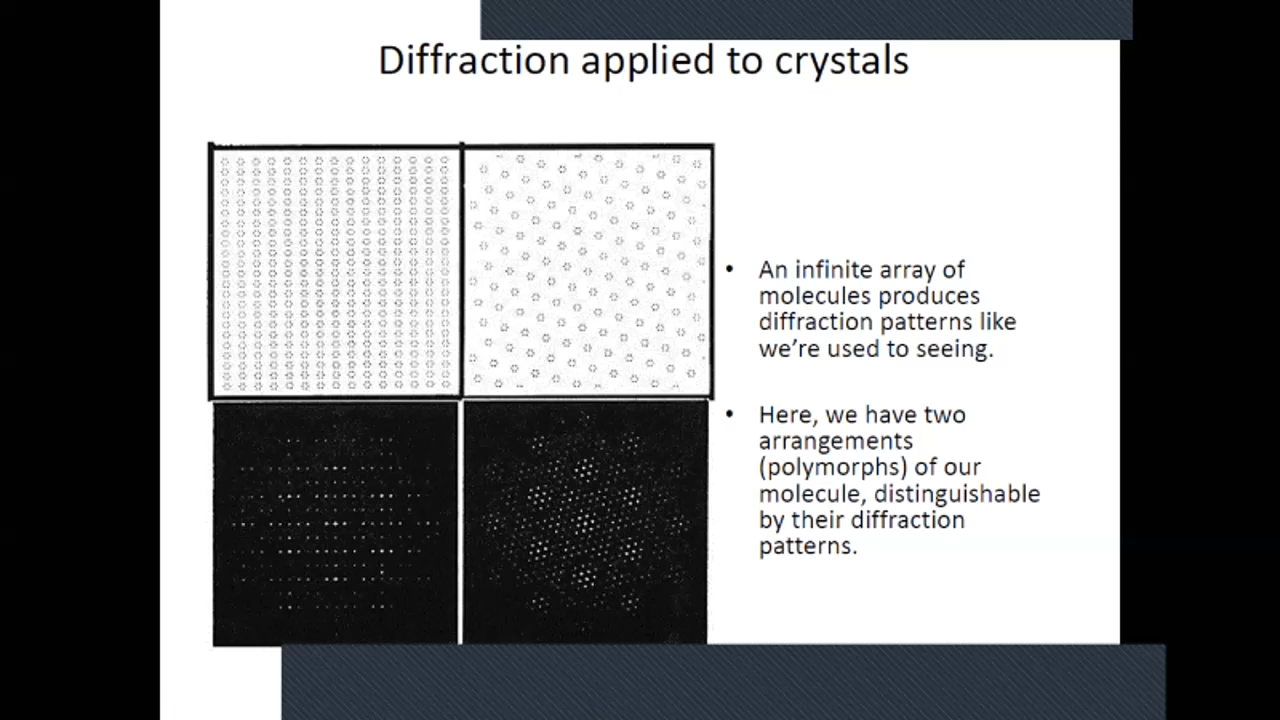 Diffraction applied to crystals
• An infinite array of
molecules produces
diffraction patterns like
we’re used to seeing.
• Here, we have two
arrangements
(polymorphs) of our
molecule, distinguishable
by their diffraction
patterns.